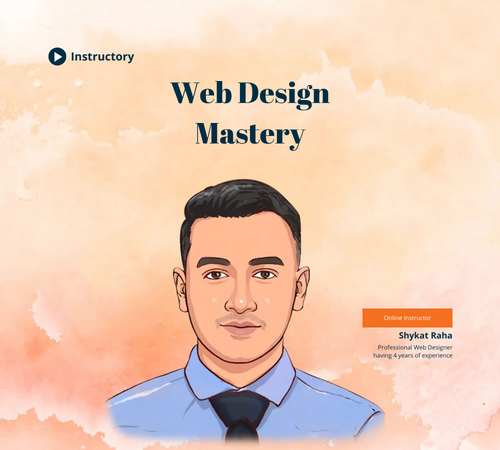 Instructory
Web Design
Mastery
Online Instructor
Shykat Raha
Professional Web Designer
having 4 years of experience